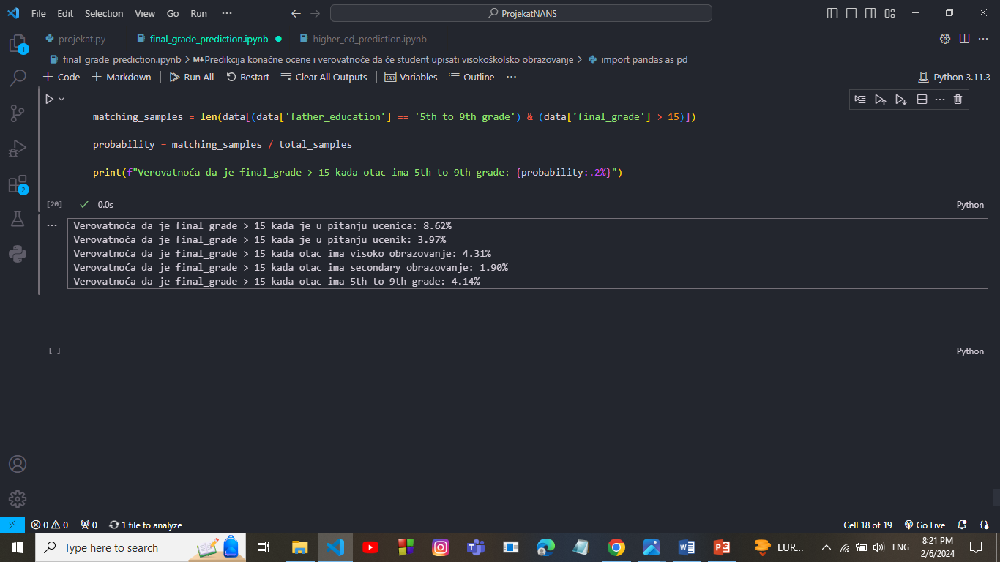 File Edit Selection View Go Run ··· ProjekatNANS
projekat.py final_grade_prediction.ipynb higher_ed_prediction.ipynb
final_grade_prediction.ipynb > M↓Predikcija konačne ocene i verovatnoće da će student upisati visokoškolsko obrazovanje > import pandas as pd
+ Code + Markdown Run All Restart Clear All Outputs Variables Outline ··· Python 3.11.3
matching_samples = len(data[(data['father_education'] == '5th to 9th grade') & (data['final_grade'] > 15)])
probability = matching_samples / total_samples
print(f"Verovatnoća da je final_grade > 15 kada otac ima 5th to 9th grade: {probability:.2%}")
[20] ✓ 0.0s Python
Verovatnoća da je final_grade > 15 kada je u pitanju ucenica: 8.62%
Verovatnoća da je final_grade > 15 kada je u pitanju ucenik: 3.97%
Verovatnoća da je final_grade > 15 kada otac ima visoko obrazovanje: 4.31%
Verovatnoća da je final_grade > 15 kada otac ima secondary obrazovanje: 1.90%
Verovatnoća da je final_grade > 15 kada otac ima 5th to 9th grade: 4.14%
[ ] Python
1
2
0 0 0 1 file to analyze Cell 18 of 19 Go Live
Type here to search EUR... ENG 8:21 PM
2/6/2024